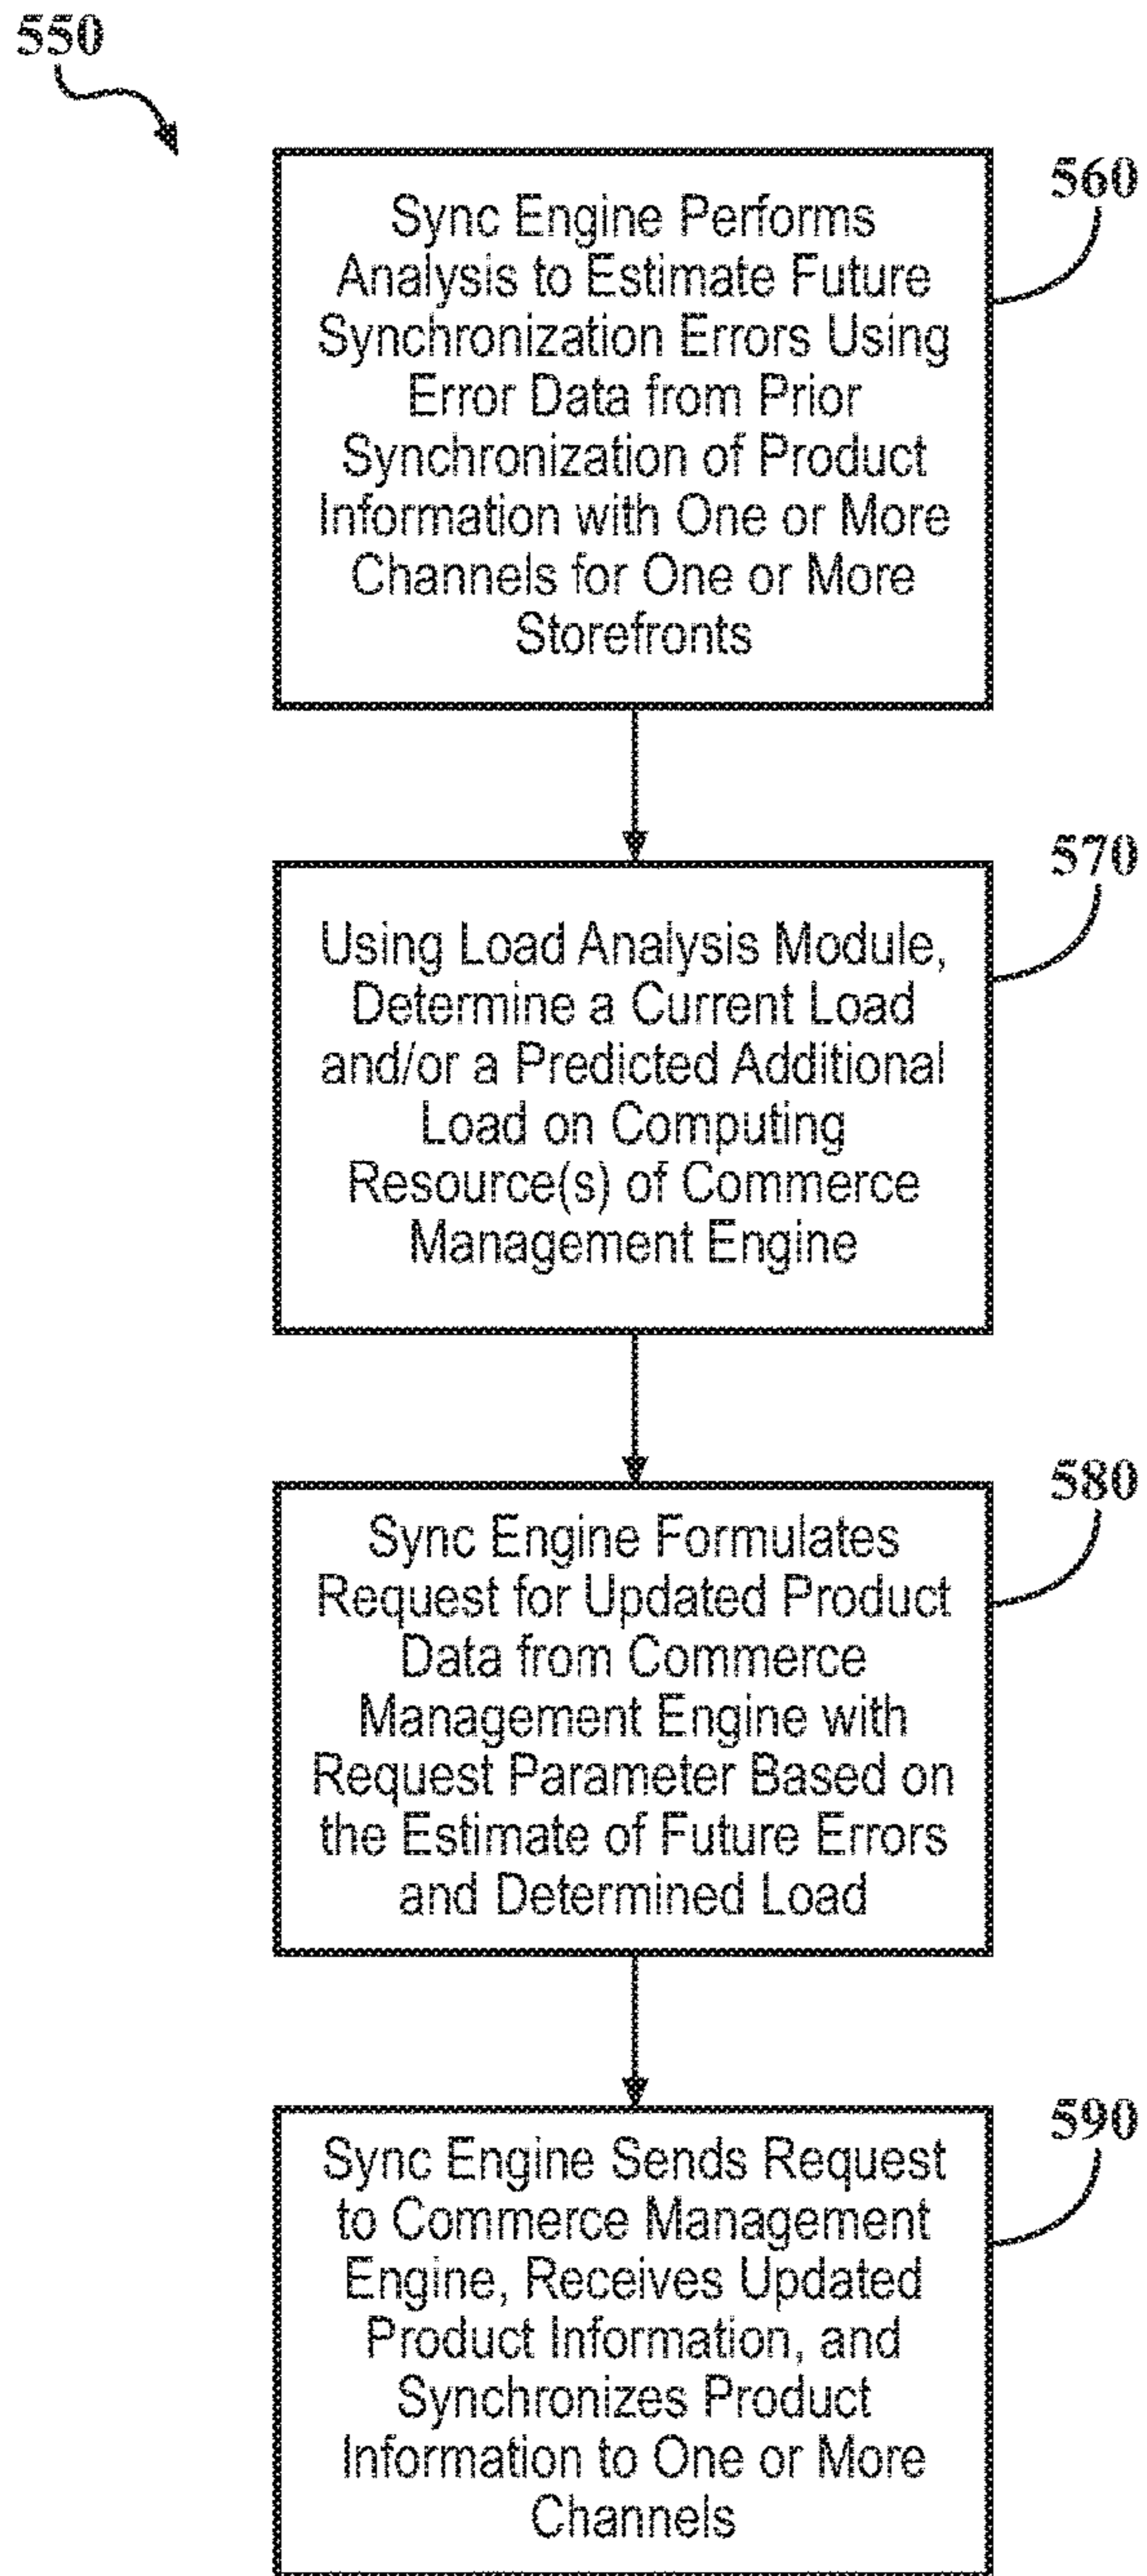 550
560
Sync Engine Performs
Analysis to Estimate Future
Synchronization Errors Using
Error Data from Prior
Synchronization of Product
Information with One or More
Channels for One or More
Storefronts
570
Using Load Analysis Module,
Determine a Current Load
and/or a Predicted Additional
Load on Computing
Resource(s) of Commerce
Management Engine
580
Sync Engine Formulates
Request for Updated Product
Data from Commerce
Management Engine with
Request Parameter Based on
the Estimate of Future Errors
and Determined Load
590
Sync Engine Sends Request
to Commerce Management
Engine, Receives Updated
Product Information, and
Synchronizes Product
Information to One or More
Channels